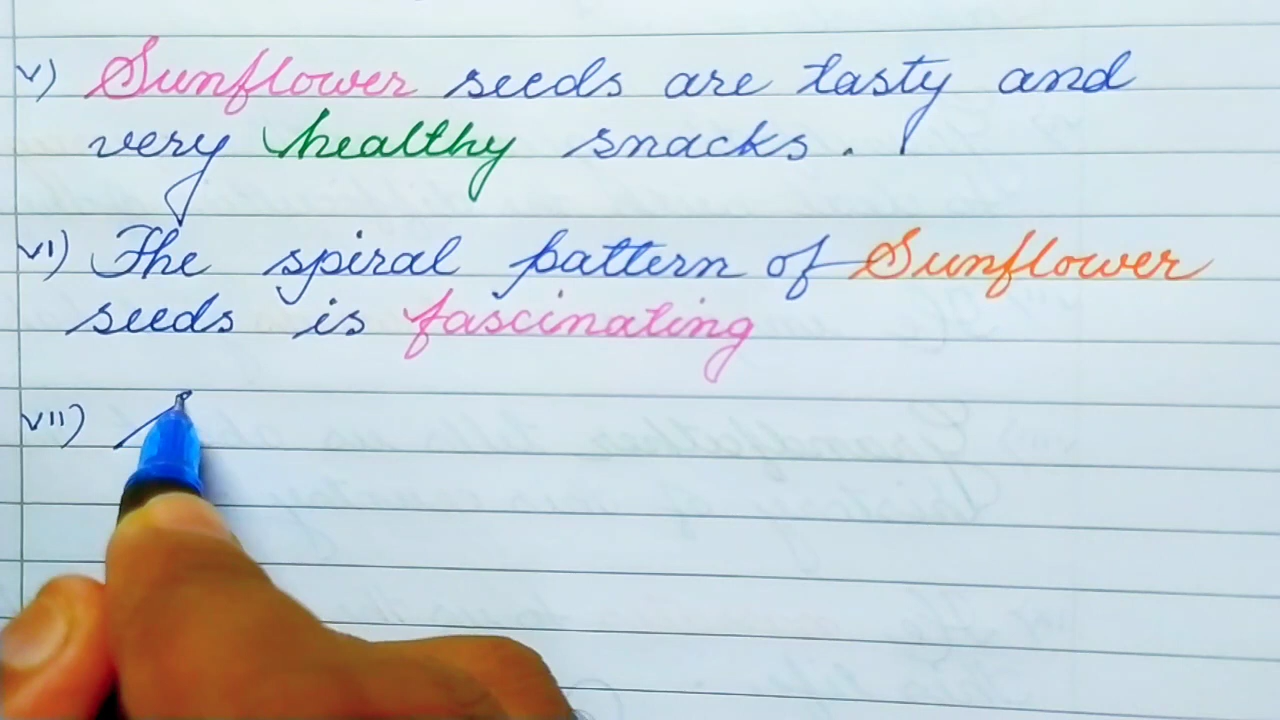 v) Sunflower seeds are tasty and
very healthy snacks.
vi) The spiral pattern of Sunflower
seeds is fascinating
vii)